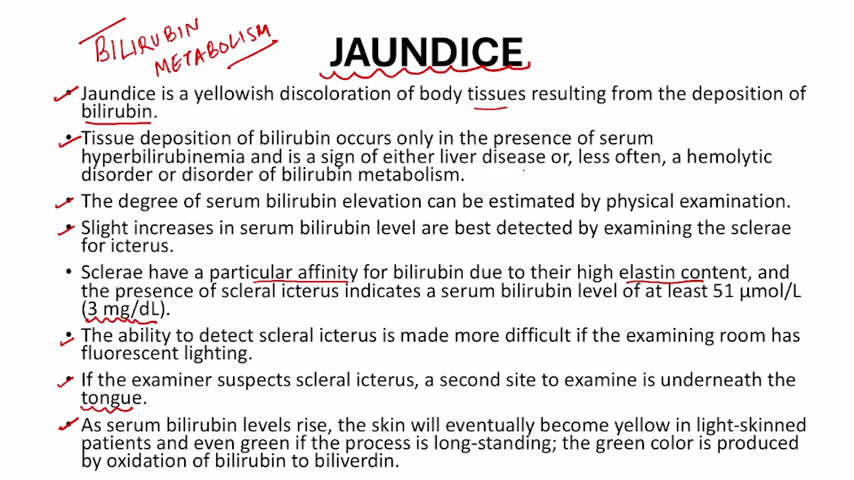 BILIRUBIN
METABOLISM
JAUNDICE
• Jaundice is a yellowish discoloration of body tissues resulting from the deposition of
bilirubin.
• Tissue deposition of bilirubin occurs only in the presence of serum
hyperbilirubinemia and is a sign of either liver disease or, less often, a hemolytic
disorder or disorder of bilirubin metabolism.
• The degree of serum bilirubin elevation can be estimated by physical examination.
• Slight increases in serum bilirubin level are best detected by examining the sclerae
for icterus.
• Sclerae have a particular affinity for bilirubin due to their high elastin content, and
the presence of scleral icterus indicates a serum bilirubin level of at least 51 μmol/L
(3 mg/dL).
• The ability to detect scleral icterus is made more difficult if the examining room has
fluorescent lighting.
• If the examiner suspects scleral icterus, a second site to examine is underneath the
tongue.
• As serum bilirubin levels rise, the skin will eventually become yellow in light-skinned
patients and even green if the process is long-standing; the green color is produced
by oxidation of bilirubin to biliverdin.